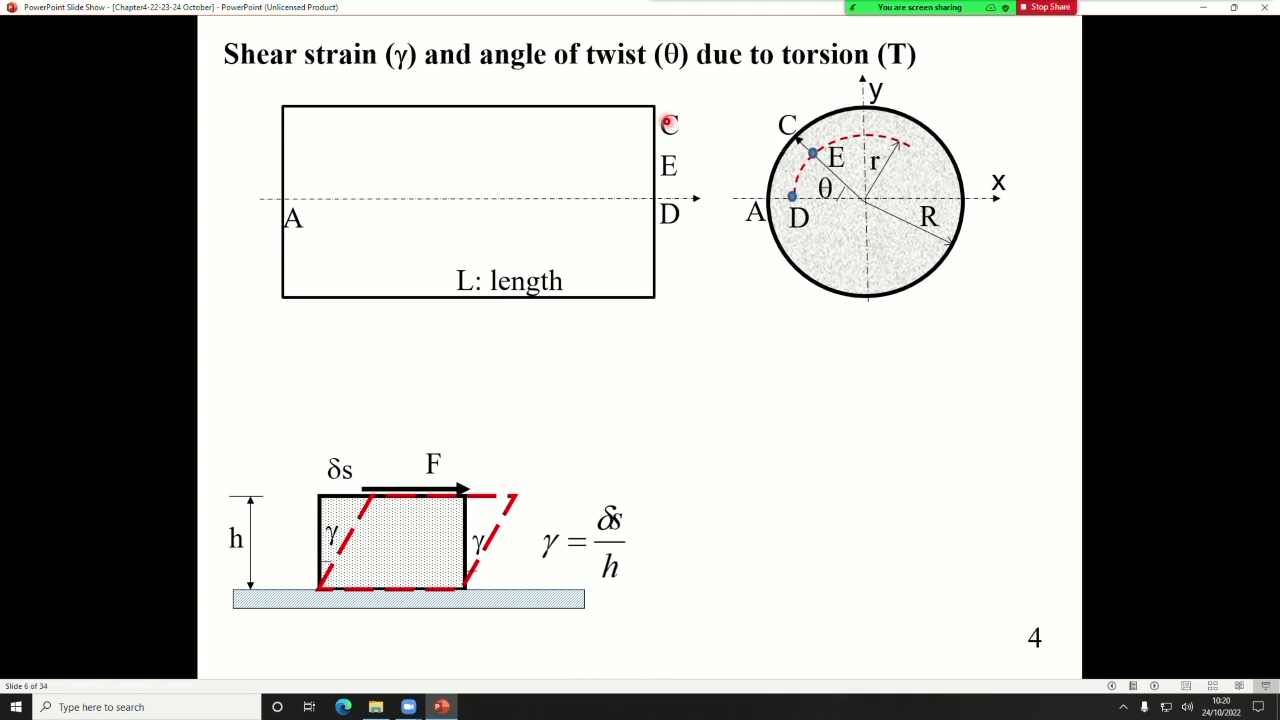 PowerPoint Slide Show - [Chapter4-22-23-24 October] - PowerPoint (Unlicensed Product)
You are screen sharing
Stop Share
Shear strain (γ) and angle of twist (θ) due to torsion (T)
C
E
D
A
L: length
y
C
E
r
θ
x
A
D
R
δs
F
h
γ
γ
γ = δs / h
4
Slide 6 of 34
Type here to search
10:20
24/10/2022